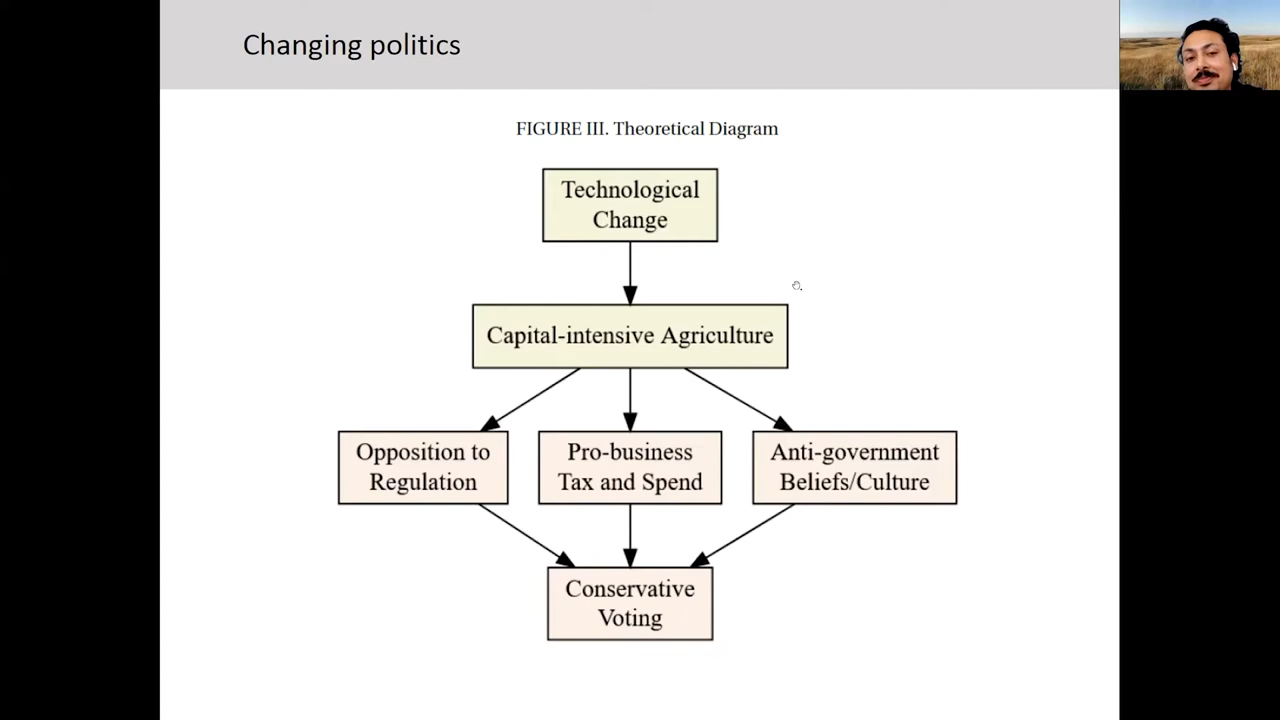 Changing politics
FIGURE III. Theoretical Diagram
Technological
Change
Capital-intensive Agriculture
Opposition to
Regulation
Pro-business
Tax and Spend
Anti-government
Beliefs/Culture
Conservative
Voting